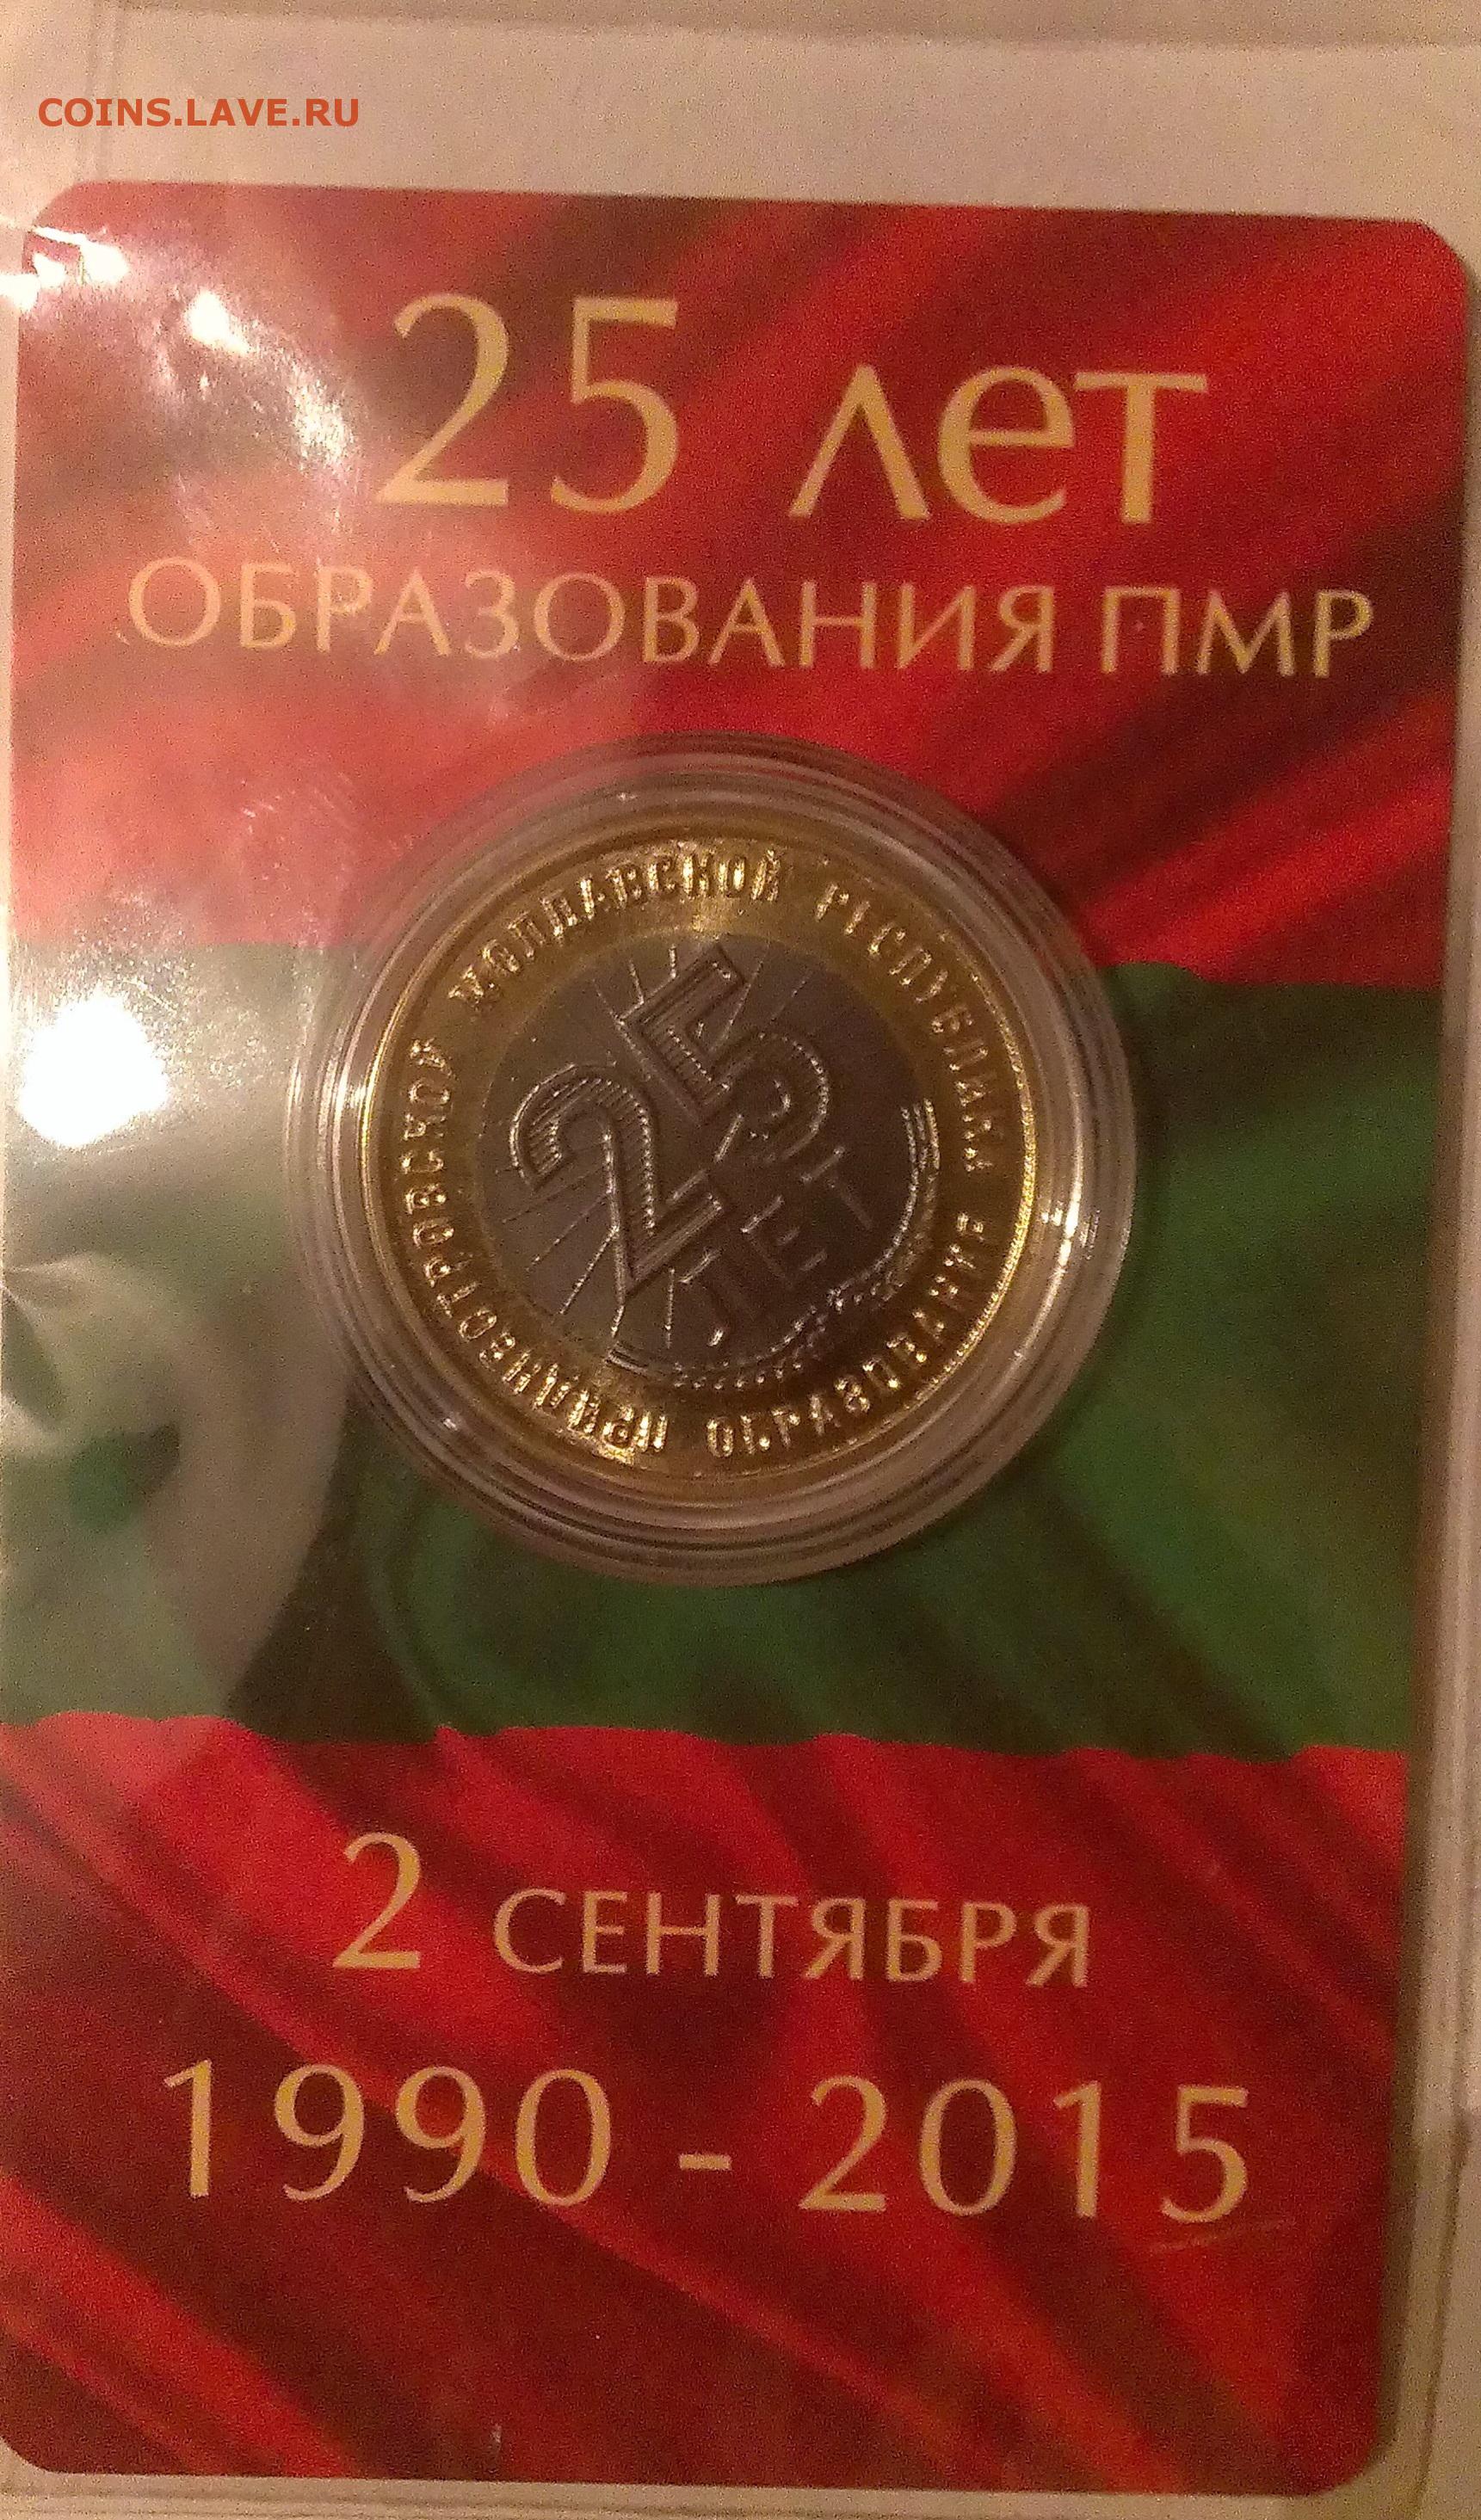 COINS.LAVE.RU
25 лет
ОБРАЗОВАНИЯ ПМР
ОБРАЗОВАНИЕ ПРИДНЕСТРОВСКОЙ МОЛДАВСКОЙ РЕСПУБЛИКИ
25
ЛЕТ
2 СЕНТЯБРЯ
1990 - 2015